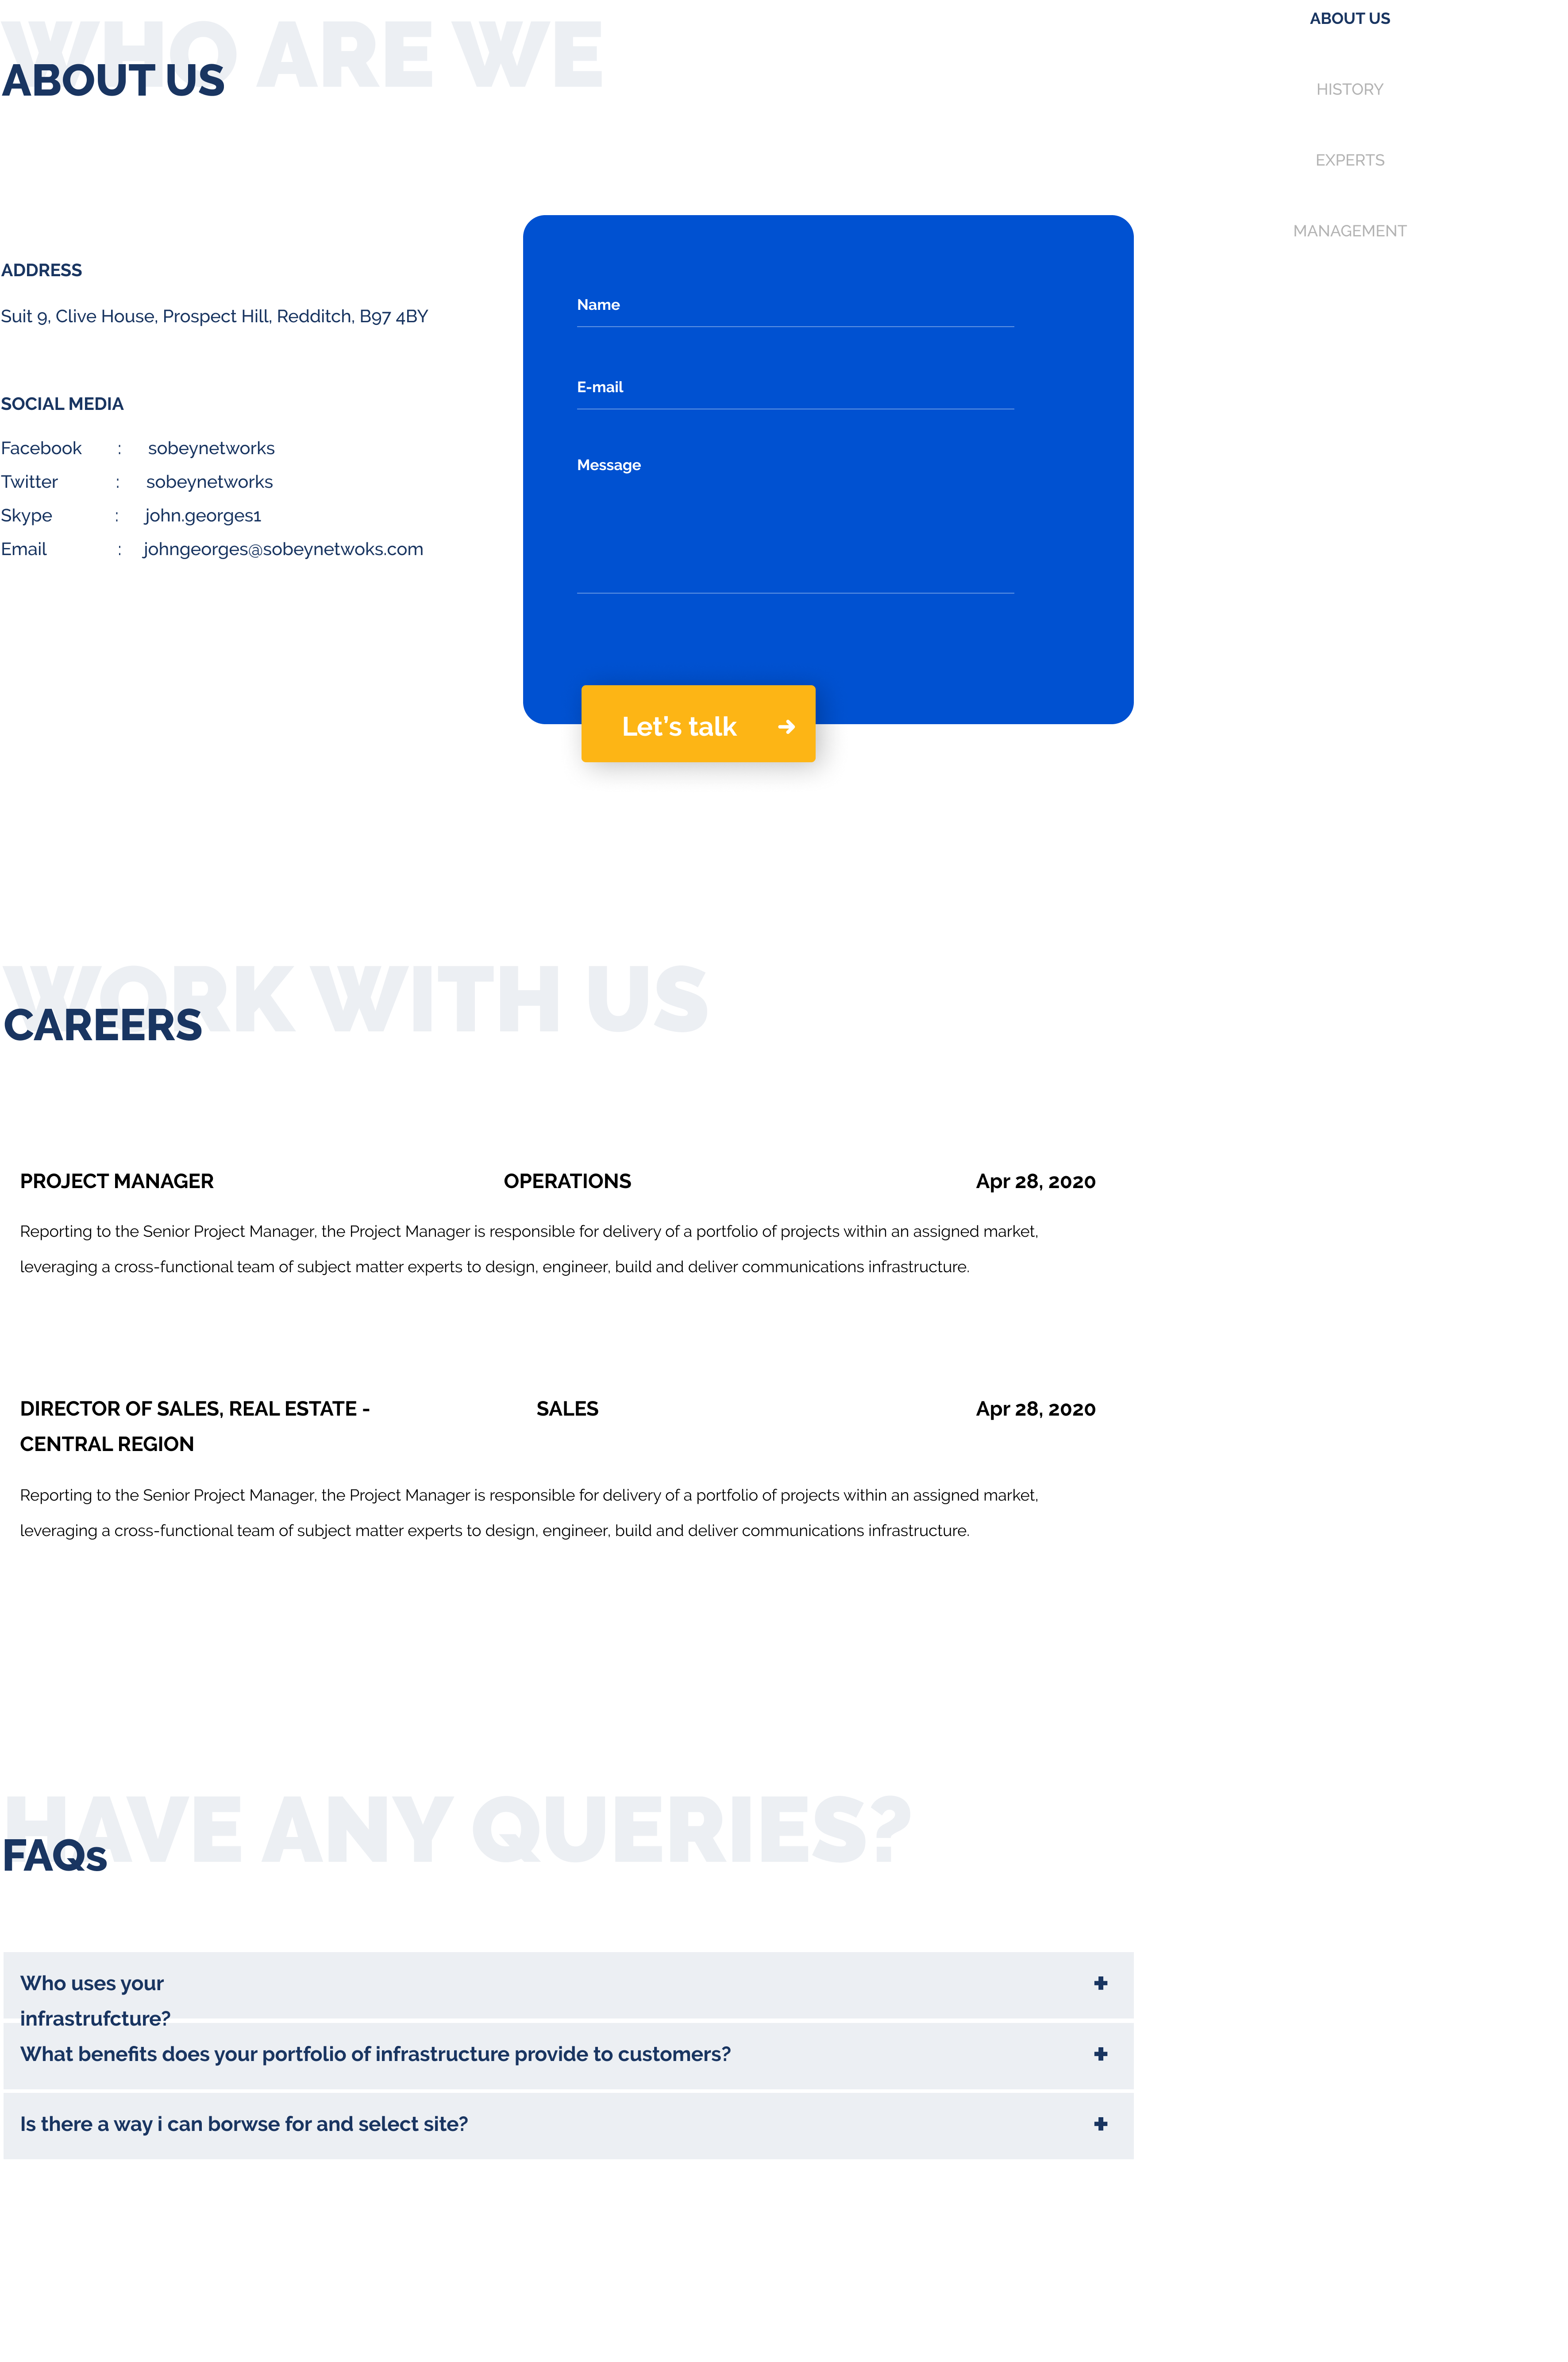 WHO ARE WE
ABOUT US
ABOUT US
HISTORY
EXPERTS
MANAGEMENT
ADDRESS
Suit 9, Clive House, Prospect Hill, Redditch, B97 4BY
SOCIAL MEDIA
Facebook : sobeynetworks
Twitter : sobeynetworks
Skype : john.georges1
Email : johngeorges@sobeynetwoks.com
Name
E-mail
Message
Let’s talk
WORK WITH US
CAREERS
PROJECT MANAGER OPERATIONS Apr 28, 2020
Reporting to the Senior Project Manager, the Project Manager is responsible for delivery of a portfolio of projects within an assigned market,
leveraging a cross-functional team of subject matter experts to design, engineer, build and deliver communications infrastructure.
DIRECTOR OF SALES, REAL ESTATE - SALES Apr 28, 2020
CENTRAL REGION
Reporting to the Senior Project Manager, the Project Manager is responsible for delivery of a portfolio of projects within an assigned market,
leveraging a cross-functional team of subject matter experts to design, engineer, build and deliver communications infrastructure.
HAVE ANY QUERIES?
FAQs
Who uses your
infrastrufcture?
What benefits does your portfolio of infrastructure provide to customers?
Is there a way i can borwse for and select site?